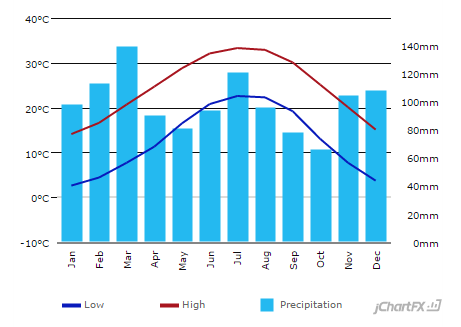 40°C
30°C
20°C
10°C
0°C
-10°C
140mm
120mm
100mm
80mm
60mm
40mm
20mm
0mm
Jan
Feb
Mar
Apr
May
Jun
Jul
Aug
Sep
Oct
Nov
Dec
Low High Precipitation
jChartFX